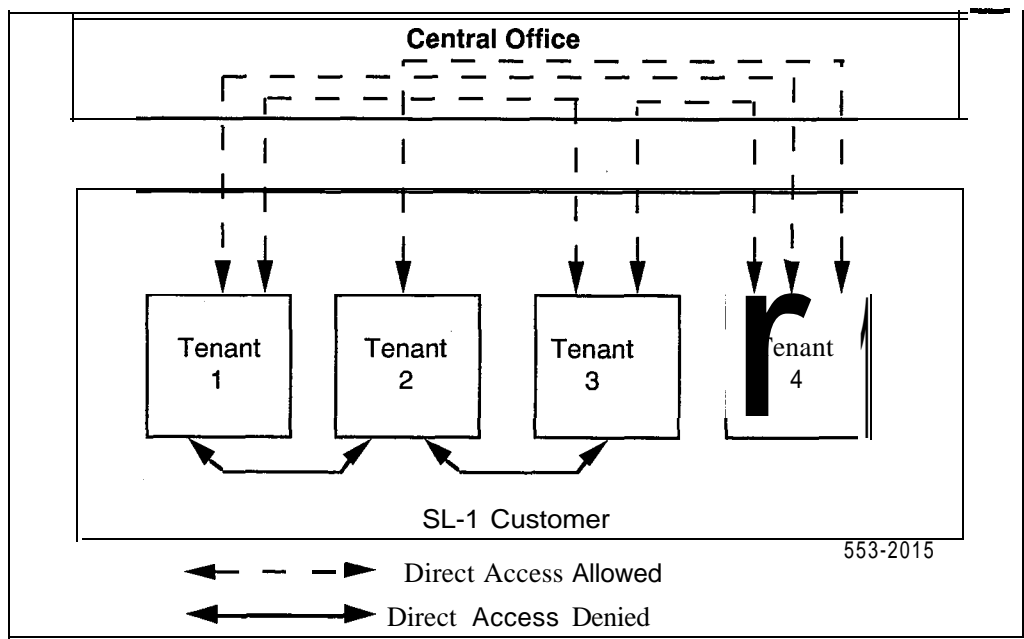 Central Office
Tenant
1
Tenant
2
Tenant
3
renant
4
SL-1 Customer
553-2015
Direct Access Allowed
Direct Access Denied